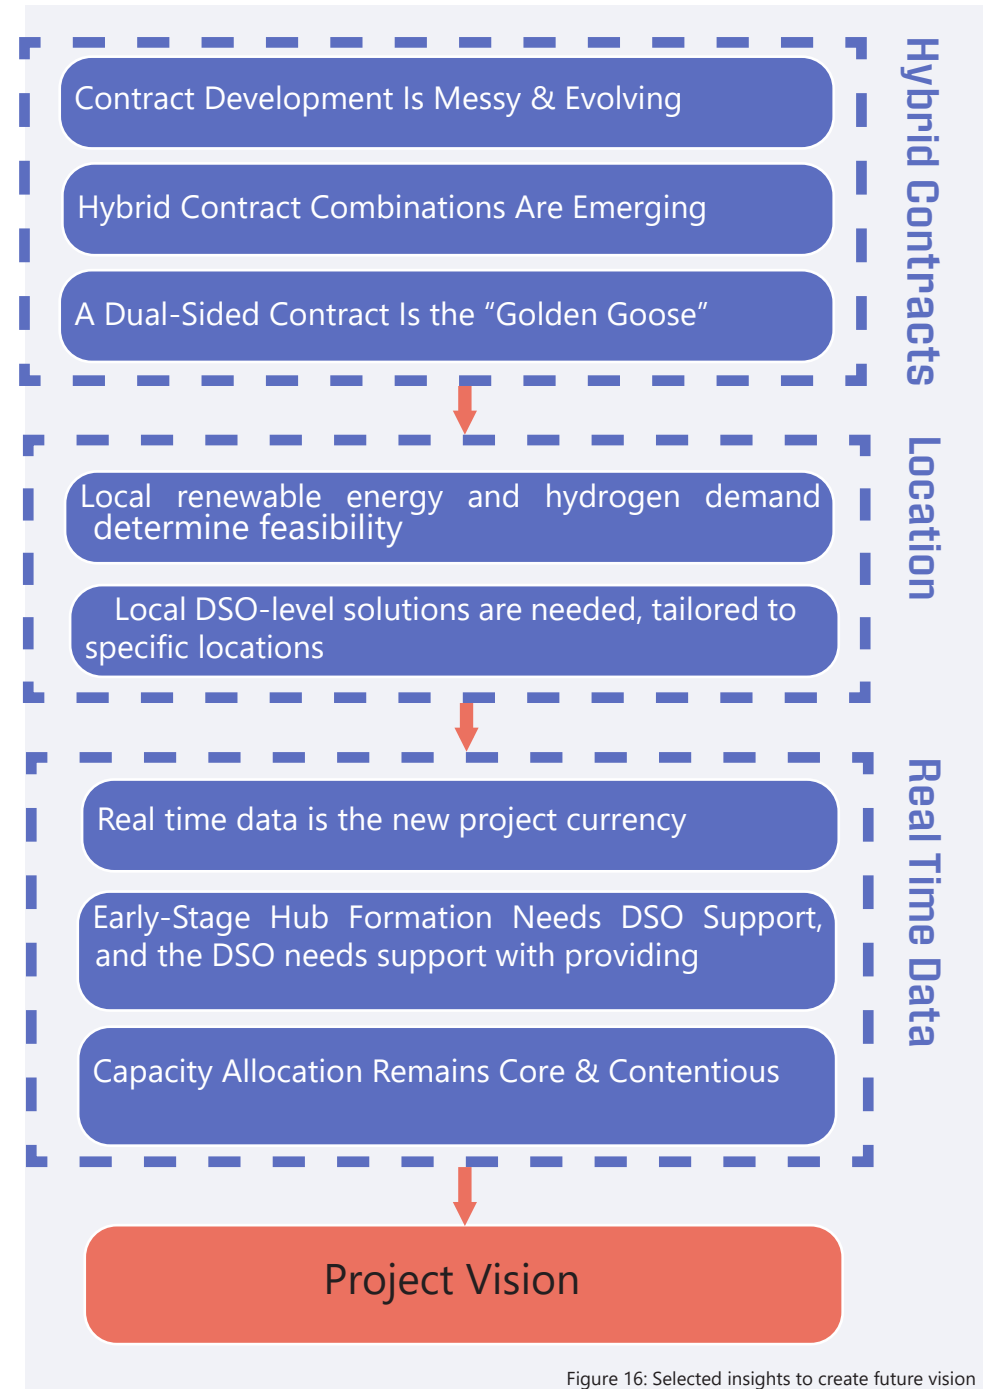 Hybrid Contracts
Contract Development Is Messy & Evolving
Hybrid Contract Combinations Are Emerging
A Dual-Sided Contract Is the “Golden Goose”
Location
Local renewable energy and hydrogen demand
determine feasibility
Local DSO-level solutions are needed, tailored to
specific locations
Real Time Data
Real time data is the new project currency
Early-Stage Hub Formation Needs DSO Support,
and the DSO needs support with providing
Capacity Allocation Remains Core & Contentious
Project Vision
Figure 16: Selected insights to create future vision